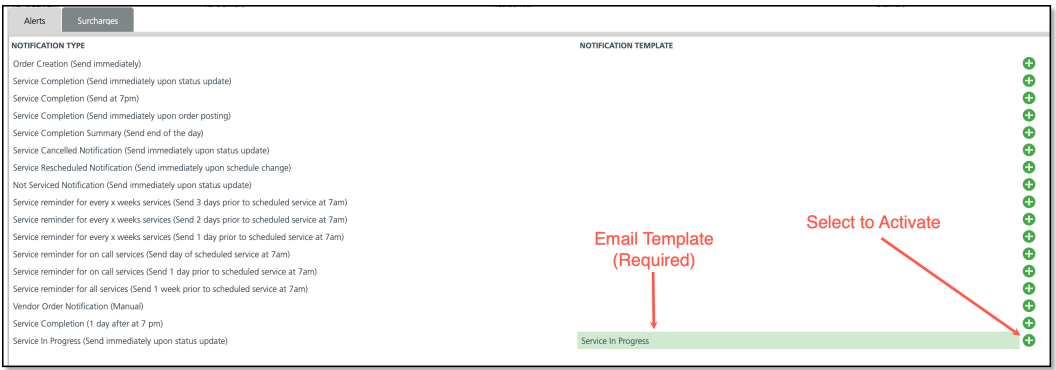 Alerts
Surcharges
NOTIFICATION TYPE
NOTIFICATION TEMPLATE
Order Creation (Send immediately)
Service Completion (Send immediately upon status update)
Service Completion (Send at 7pm)
Service Completion (Send immediately upon order posting)
Service Completion Summary (Send end of the day)
Service Cancelled Notification (Send immediately upon status update)
Service Rescheduled Notification (Send immediately upon schedule change)
Not Serviced Notification (Send immediately upon status update)
Service reminder for every x weeks services (Send 3 days prior to scheduled service at 7am)
Service reminder for every x weeks services (Send 2 days prior to scheduled service at 7am)
Service reminder for every x weeks services (Send 1 day prior to scheduled service at 7am)
Service reminder for on call services (Send day of scheduled service at 7am)
Service reminder for on call services (Send 1 day prior to scheduled service at 7am)
Service reminder for all services (Send 1 week prior to scheduled service at 7am)
Vendor Order Notification (Manual)
Service Completion (1 day after at 7 pm)
Service In Progress (Send immediately upon status update)
Service In Progress
Email Template
(Required)
Select to Activate